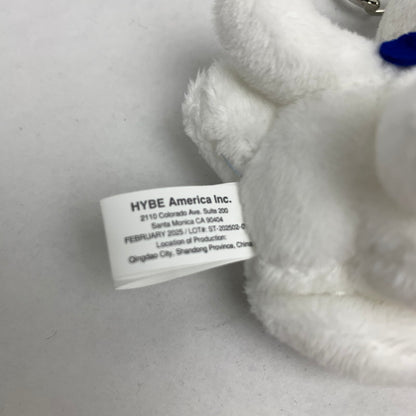 HYBE America Inc.
2110 Colorado Ave. Suite 200
Santa Monica CA 90404
FEBRUARY 2025 / LOT#: ST-202502-0
Location of Production:
Qingdao City, Shandong Province, China